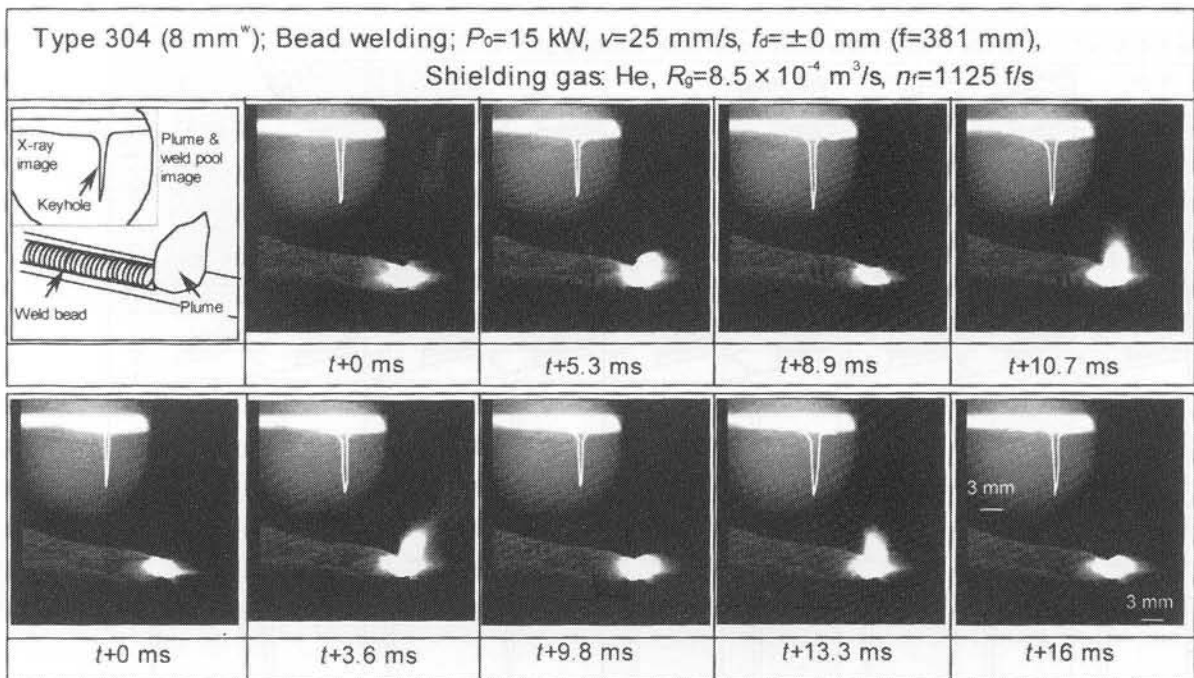 Type 304 (8 mmʷ); Bead welding; P₀=15 kW, v=25 mm/s, f_d=±0 mm (f=381 mm),
Shielding gas: He, R_g=8.5 × 10⁻⁴ m³/s, n_f=1125 f/s
X-ray
image
Keyhole
Plume &
weld pool
image
Weld bead
Plume
t+0 ms
t+5.3 ms
t+8.9 ms
t+10.7 ms
3 mm
3 mm
t+0 ms
t+3.6 ms
t+9.8 ms
t+13.3 ms
t+16 ms